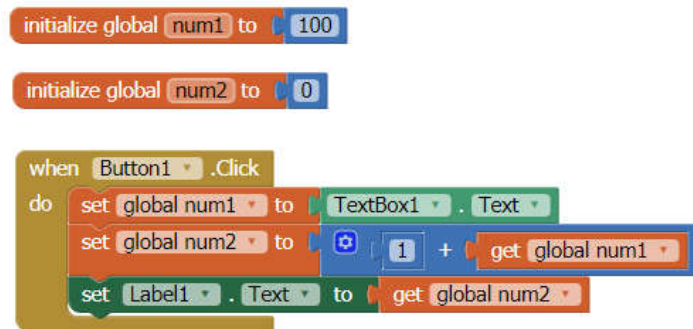 initialize global num1 to 100
initialize global num2 to 0
when Button1 .Click
do set global num1 to TextBox1 . Text
set global num2 to 1 + get global num1
set Label1 . Text to get global num2